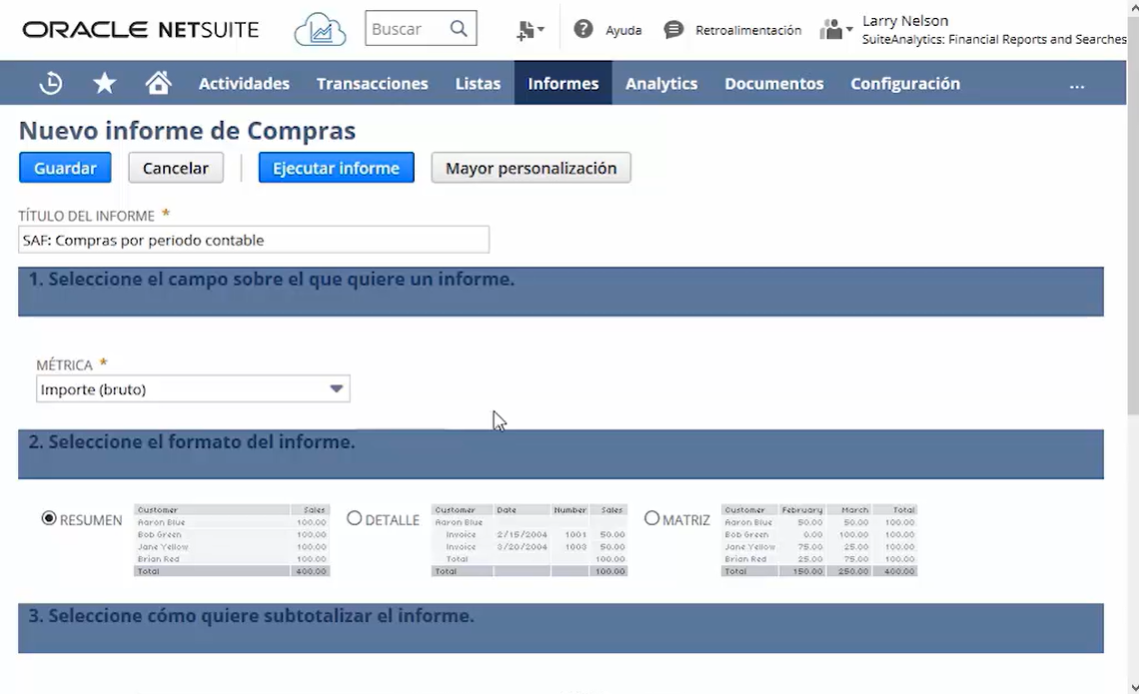 ORACLE NETSUITE
Buscar
Ayuda
Retroalimentación
Larry Nelson
SuiteAnalytics: Financial Reports and Searches
Actividades Transacciones Listas Informes Analytics Documentos Configuración ...
Nuevo informe de Compras
Guardar Cancelar Ejecutar informe Mayor personalización
TÍTULO DEL INFORME *
SAF: Compras por periodo contable
1. Seleccione el campo sobre el que quiere un informe.
MÉTRICA *
Importe (bruto)
2. Seleccione el formato del informe.
RESUMEN
Customer Sales
Aaron Blue 100.00
Bob Green 100.00
Jane Yellow 100.00
Brian Red 100.00
Total 400.00
DETALLE
Customer Date Number Sales
Aaron Blue
Invoice 2/15/2004 1001 50.00
Invoice 3/20/2004 1003 50.00
Total 100.00
Total 100.00
MATRIZ
Customer February March Total
Aaron Blue 50.00 50.00 100.00
Bob Green 0.00 100.00 100.00
Jane Yellow 75.00 25.00 100.00
Brian Red 25.00 75.00 100.00
Total 150.00 250.00 400.00
3. Seleccione cómo quiere subtotalizar el informe.